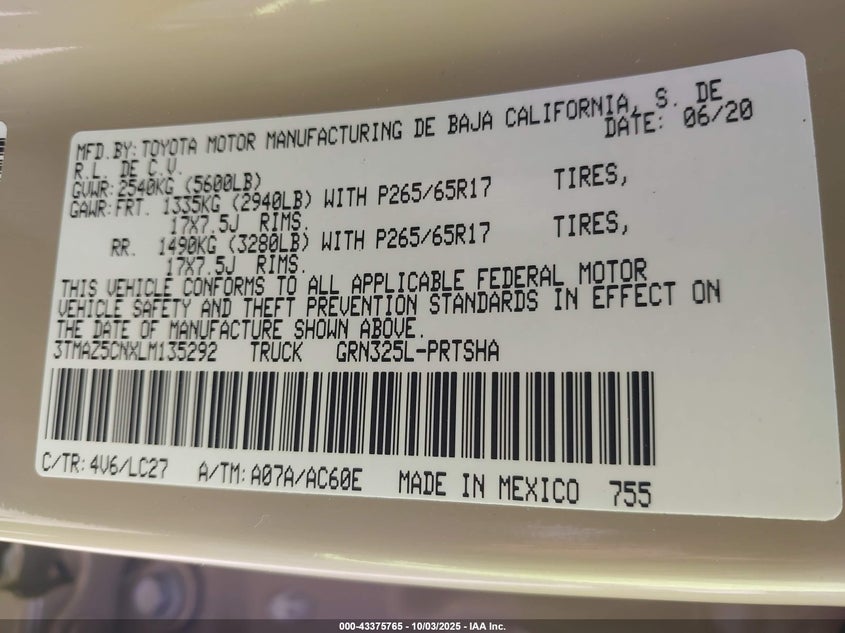 MFD.BY: TOYOTA MOTOR MANUFACTURING DE BAJA CALIFORNIA, S. DE
R.L. DE C.V. DATE: 06/20
GVWR: 2540KG (5600LB)
GAWR: FRT. 1335KG (2940LB) WITH P265/65R17 TIRES,
17X7.5J RIMS.
RR. 1490KG (3280LB) WITH P265/65R17 TIRES,
17X7.5J RIMS.
THIS VEHICLE CONFORMS TO ALL APPLICABLE FEDERAL MOTOR
VEHICLE SAFETY AND THEFT PREVENTION STANDARDS IN EFFECT ON
THE DATE OF MANUFACTURE SHOWN ABOVE.
3TMAZ5CNXLM135292 TRUCK GRN325L-PRTSHA
C/TR: 4V6/LC27 A/TM: A07A/AC60E MADE IN MEXICO 755
000-43375765 - 10/03/2025 - IAA Inc.